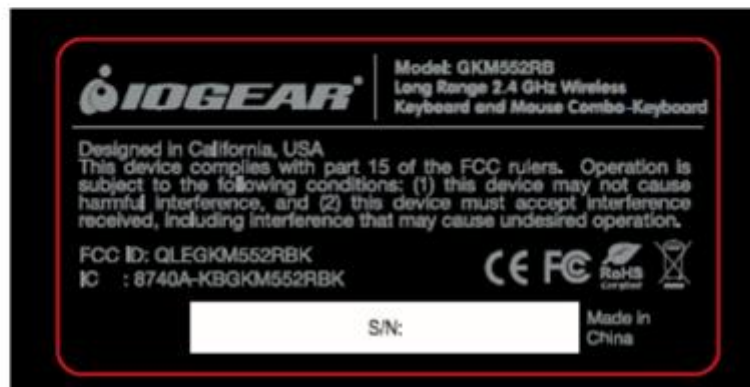 IOGEAR
Model: GKM552RB
Long Range 2.4 GHz Wireless
Keyboard and Mouse Combo-Keyboard
Designed in California, USA
This device complies with part 15 of the FCC rulers. Operation is
subject to the following conditions: (1) this device may not cause
harmful interference, and (2) this device must accept interference
received, including interference that may cause undesired operation.
FCC ID: QLEGKM552RBK
IC : 8740A-KBGKM552RBK
CE FC RoHS
Compliant
S/N:
Made in
China